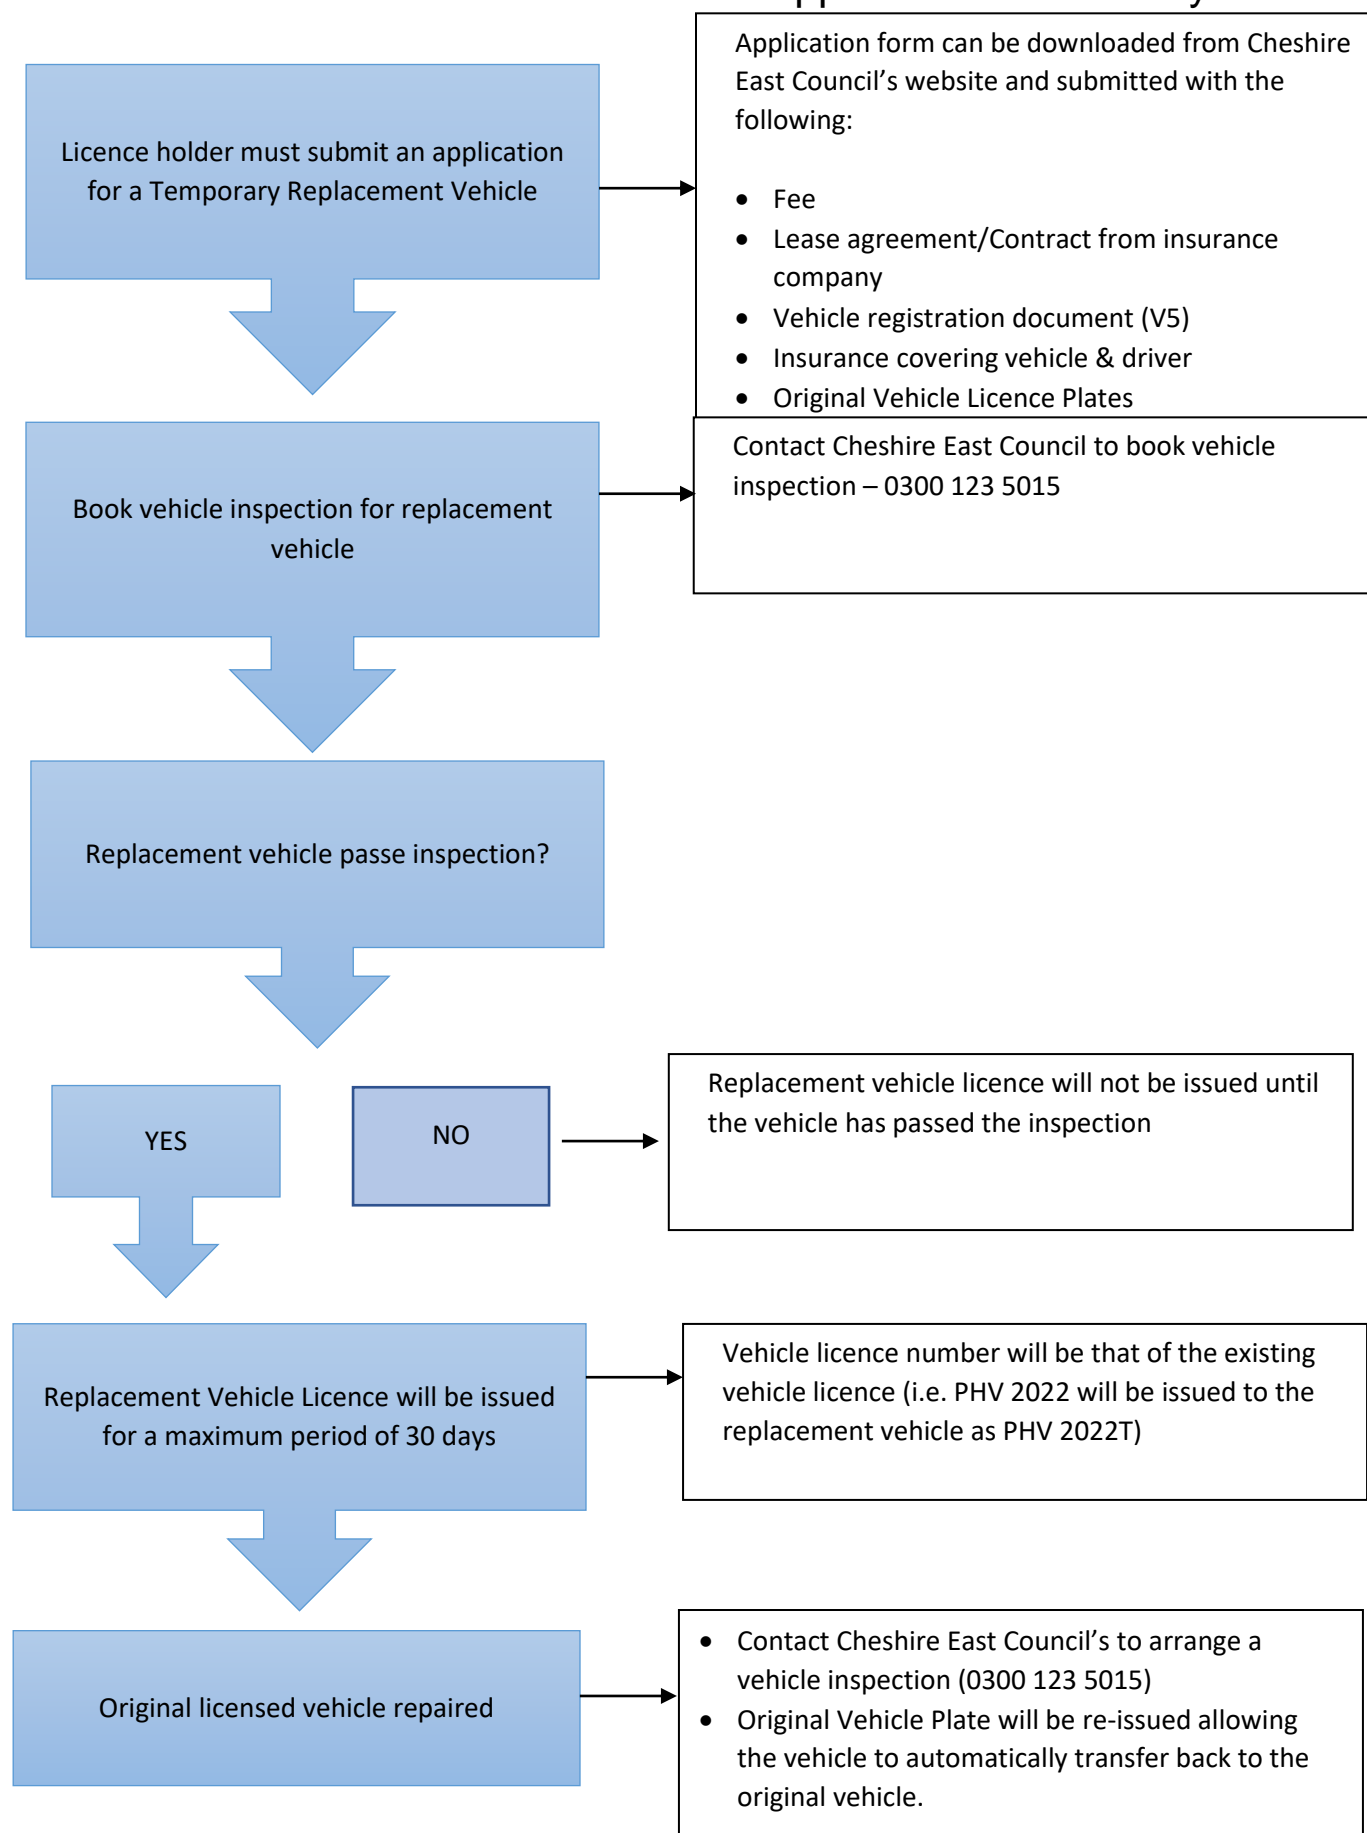 Application form can be downloaded from Cheshire
East Council’s website and submitted with the
following:
Licence holder must submit an application
for a Temporary Replacement Vehicle
• Fee
• Lease agreement/Contract from insurance
company
• Vehicle registration document (V5)
• Insurance covering vehicle & driver
• Original Vehicle Licence Plates
Book vehicle inspection for replacement
vehicle
Contact Cheshire East Council to book vehicle
inspection – 0300 123 5015
Replacement vehicle passe inspection?
YES
NO
Replacement vehicle licence will not be issued until
the vehicle has passed the inspection
Replacement Vehicle Licence will be issued
for a maximum period of 30 days
Vehicle licence number will be that of the existing
vehicle licence (i.e. PHV 2022 will be issued to the
replacement vehicle as PHV 2022T)
Original licensed vehicle repaired
• Contact Cheshire East Council’s to arrange a
vehicle inspection (0300 123 5015)
• Original Vehicle Plate will be re-issued allowing
the vehicle to automatically transfer back to the
original vehicle.